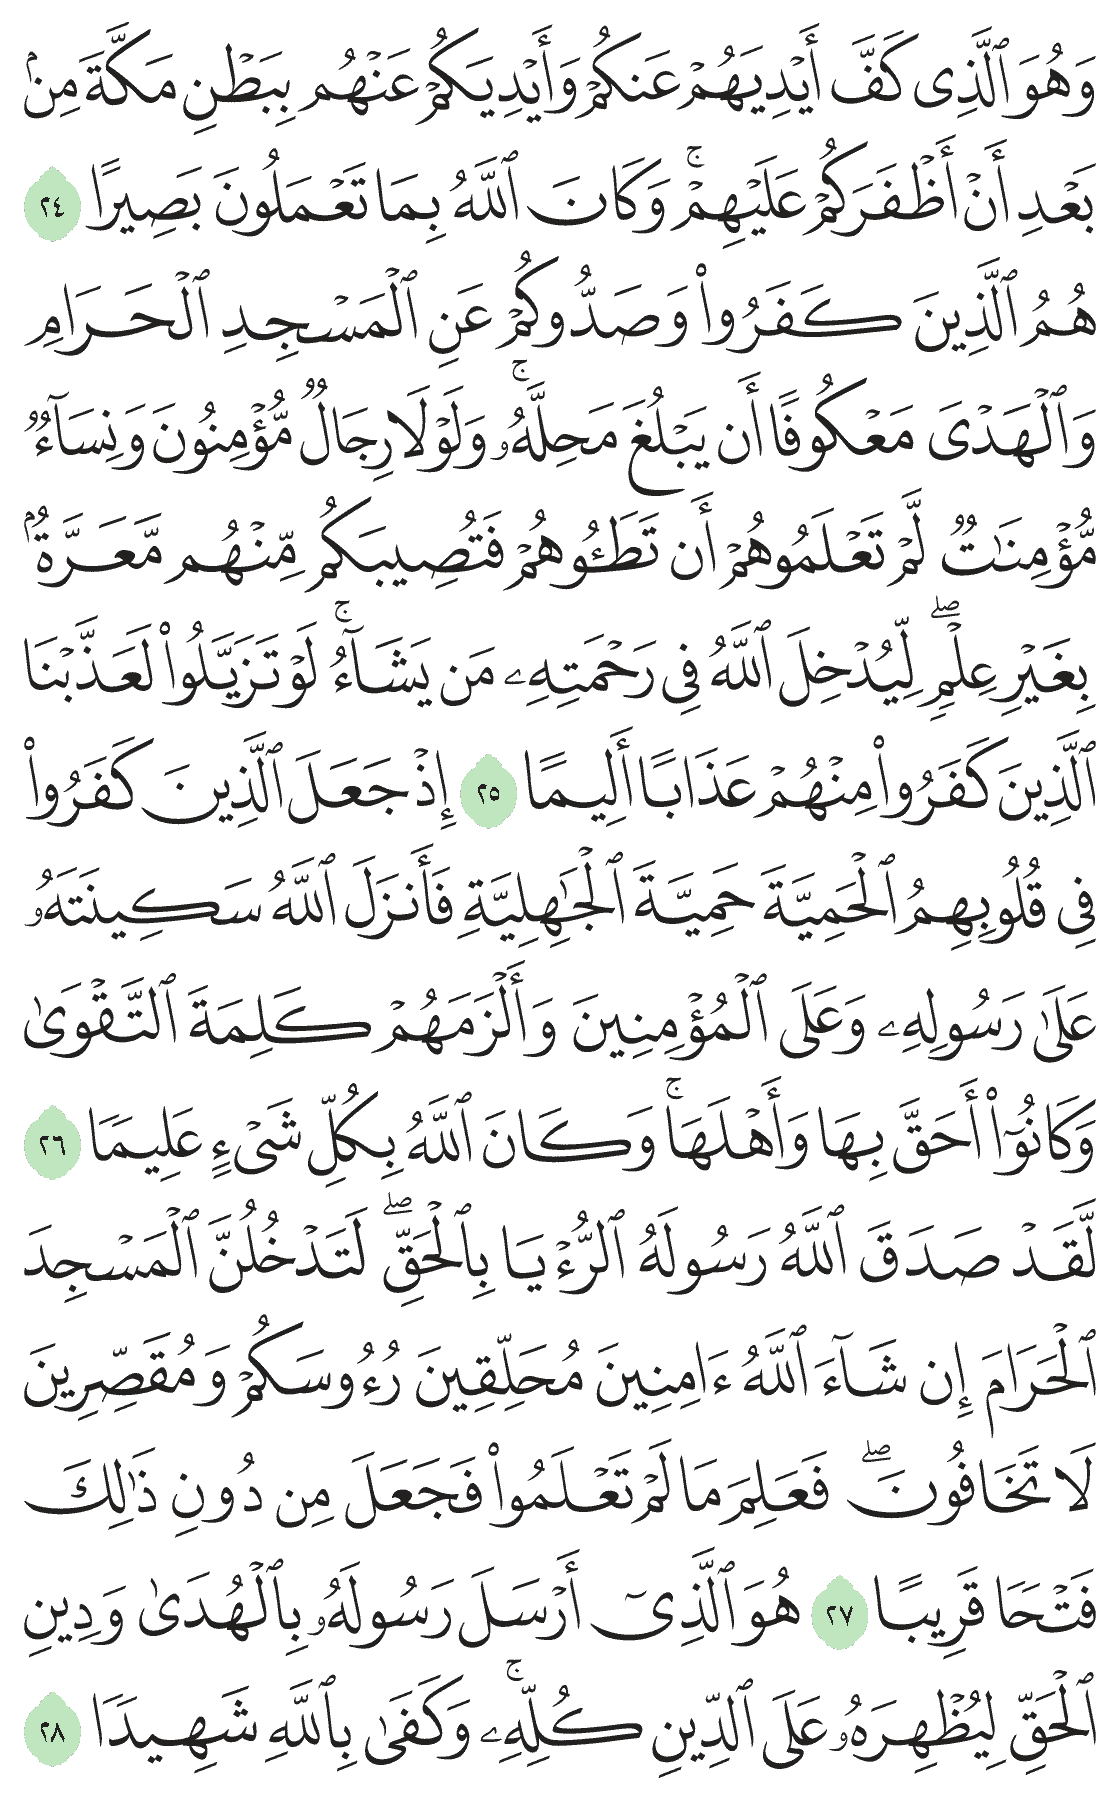 وَهُوَ ٱلَّذِى كَفَّ أَيْدِيَهُمْ عَنكُمْ وَأَيْدِيَكُمْ عَنْهُم بِبَطْنِ مَكَّةَ مِنۢ
بَعْدِ أَنْ أَظْفَرَكُمْ عَلَيْهِمْ ۚ وَكَانَ ٱللَّهُ بِمَا تَعْمَلُونَ بَصِيرًا ٢٤
هُمُ ٱلَّذِينَ كَفَرُوا۟ وَصَدُّوكُمْ عَنِ ٱلْمَسْجِدِ ٱلْحَرَامِ
وَٱلْهَدْىَ مَعْكُوفًا أَن يَبْلُغَ مَحِلَّهُۥ ۚ وَلَوْلَا رِجَالٌ مُّؤْمِنُونَ وَنِسَآءٌ
مُّؤْمِنَٰتٌ لَّمْ تَعْلَمُوهُمْ أَن تَطَـُٔوهُمْ فَتُصِيبَكُم مِّنْهُم مَّعَرَّةٌۢ
بِغَيْرِ عِلْمٍ ۖ لِّيُدْخِلَ ٱللَّهُ فِى رَحْمَتِهِۦ مَن يَشَآءُ ۚ لَوْ تَزَيَّلُوا۟ لَعَذَّبْنَا
ٱلَّذِينَ كَفَرُوا۟ مِنْهُمْ عَذَابًا أَلِيمًا ٢٥ إِذْ جَعَلَ ٱلَّذِينَ كَفَرُوا۟
فِى قُلُوبِهِمُ ٱلْحَمِيَّةَ حَمِيَّةَ ٱلْجَٰهِلِيَّةِ فَأَنزَلَ ٱللَّهُ سَكِينَتَهُۥ
عَلَىٰ رَسُولِهِۦ وَعَلَى ٱلْمُؤْمِنِينَ وَأَلْزَمَهُمْ كَلِمَةَ ٱلتَّقْوَىٰ
وَكَانُوٓا۟ أَحَقَّ بِهَا وَأَهْلَهَا ۚ وَكَانَ ٱللَّهُ بِكُلِّ شَىْءٍ عَلِيمًا ٢٦
لَّقَدْ صَدَقَ ٱللَّهُ رَسُولَهُ ٱلرُّءْيَا بِٱلْحَقِّ ۖ لَتَدْخُلُنَّ ٱلْمَسْجِدَ
ٱلْحَرَامَ إِن شَآءَ ٱللَّهُ ءَامِنِينَ مُحَلِّقِينَ رُءُوسَكُمْ وَمُقَصِّرِينَ
لَا تَخَافُونَ ۖ فَعَلِمَ مَا لَمْ تَعْلَمُوا۟ فَجَعَلَ مِن دُونِ ذَٰلِكَ
فَتْحًا قَرِيبًا ٢٧ هُوَ ٱلَّذِىٓ أَرْسَلَ رَسُولَهُۥ بِٱلْهُدَىٰ وَدِينِ
ٱلْحَقِّ لِيُظْهِرَهُۥ عَلَى ٱلدِّينِ كُلِّهِۦ ۚ وَكَفَىٰ بِٱللَّهِ شَهِيدًا ٢٨